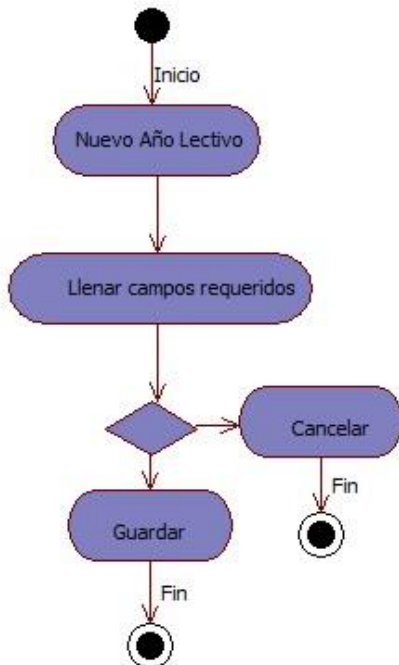 Inicio
Nuevo Año Lectivo
Llenar campos requeridos
Cancelar
Fin
Guardar
Fin